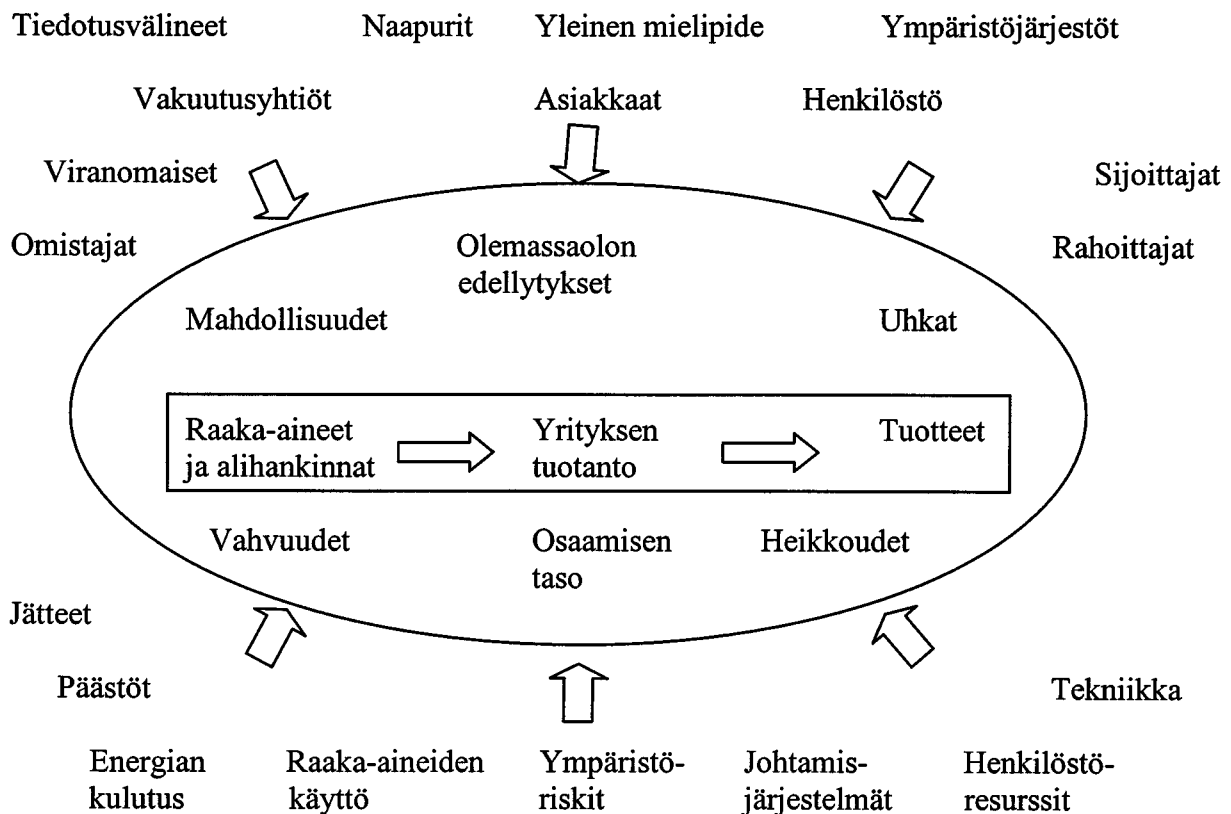 Tiedotusvälineet Naapurit Yleinen mielipide Ympäristöjärjestöt
Vakuutusyhtiöt Asiakkaat Henkilöstö
Viranomaiset Sijoittajat
Omistajat Rahoittajat
Olemassaolon
edellytykset
Mahdollisuudet Uhkat
Raaka-aineet
ja alihankinnat
Yrityksen
tuotanto
Tuotteet
Vahvuudet
Osaamisen
taso
Heikkoudet
Jätteet
Päästöt Tekniikka
Energian
kulutus
Raaka-aineiden
käyttö
Ympäristö-
riskit
Johtamis-
järjestelmät
Henkilöstö-
resurssit